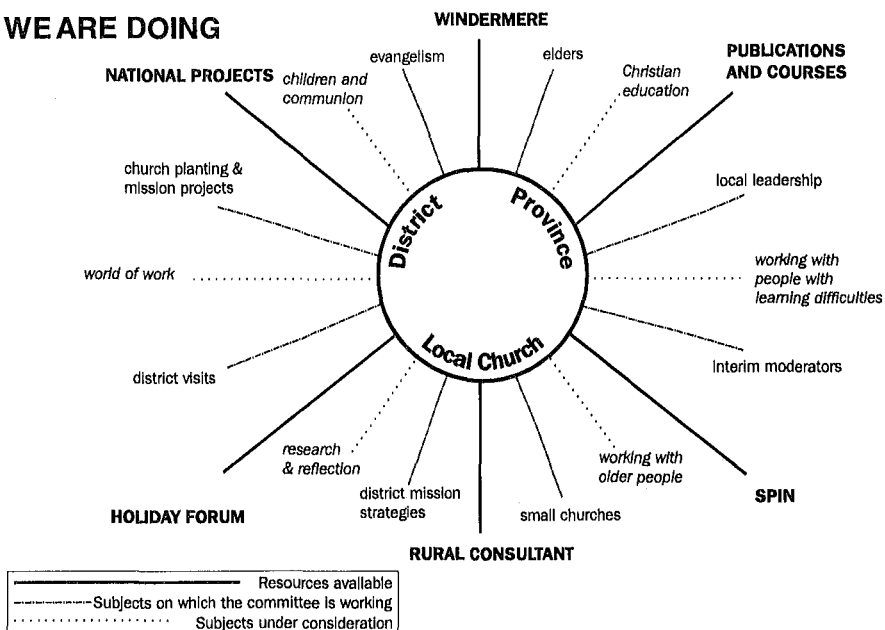 WE ARE DOING
WINDERMERE
evangelism
elders
PUBLICATIONS
AND COURSES
NATIONAL PROJECTS
children and
communion
Christian
education
church planting &
mission projects
local leadership
District
Province
world of work
working with
people with
learning difficulties
Local Church
district visits
Interim moderators
research
& reflection
working with
older people
district mission
strategies
small churches
SPIN
HOLIDAY FORUM
RURAL CONSULTANT
Resources available
Subjects on which the committee is working
Subjects under consideration